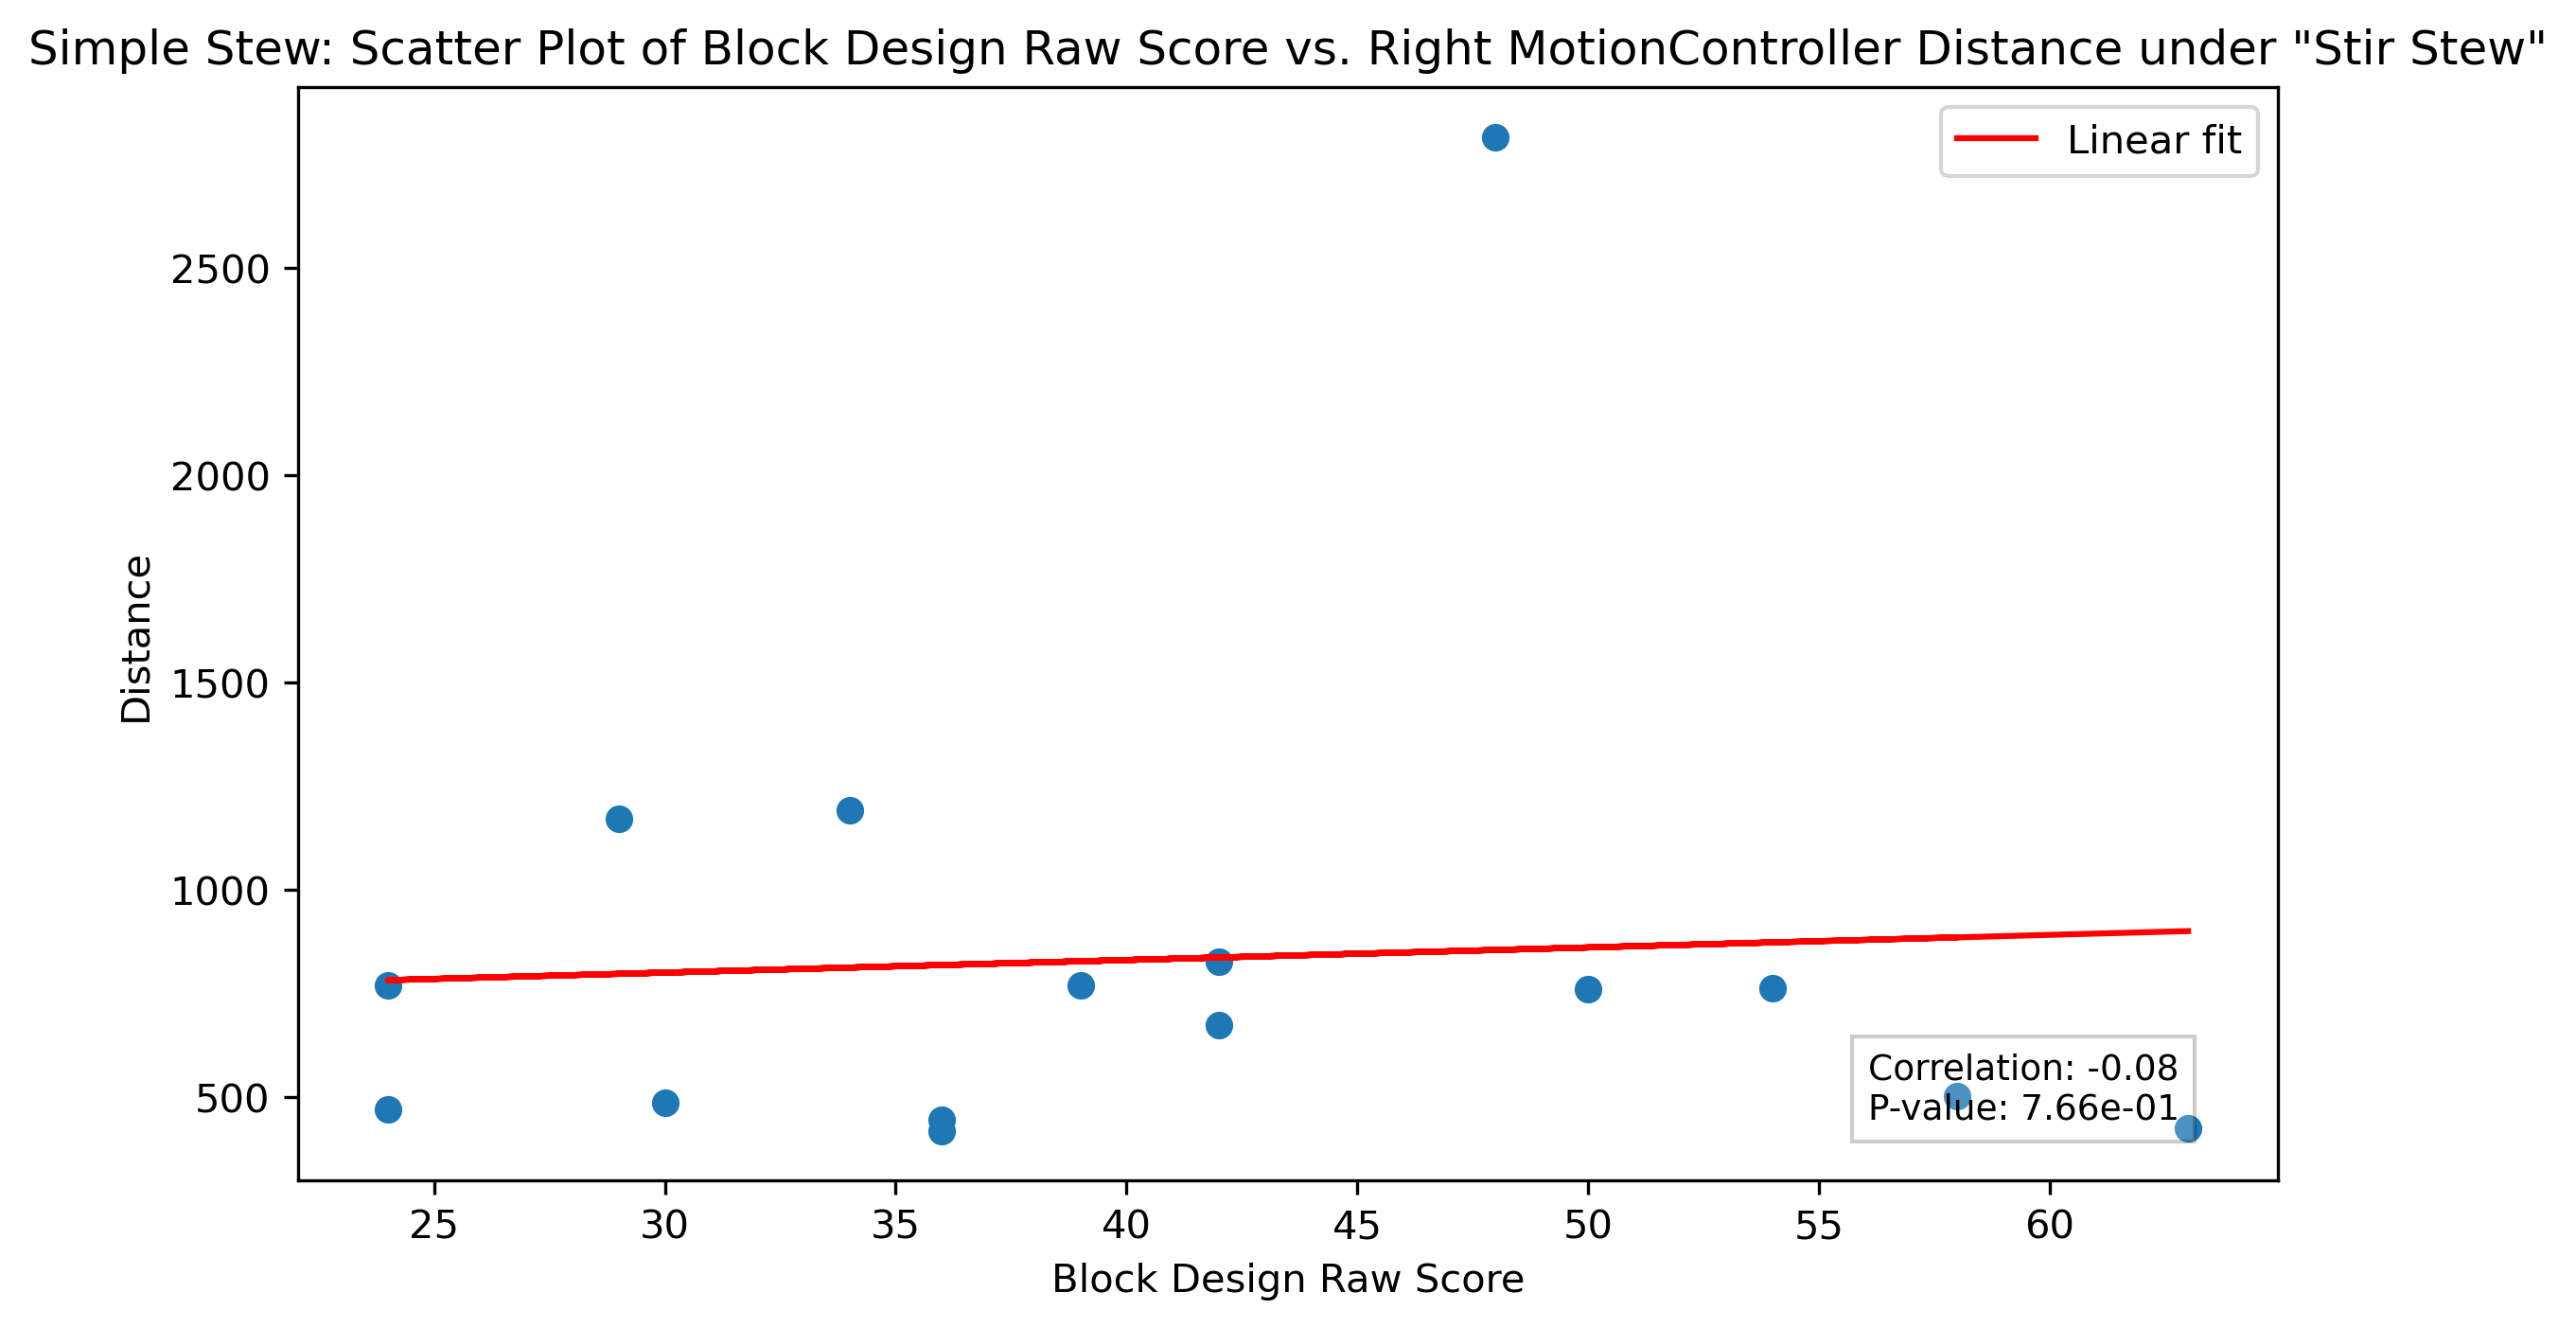 Simple Stew: Scatter Plot of Block Design Raw Score vs. Right MotionController Distance under "Stir Stew"
Linear fit
2500
2000
1500
1000
500
Distance
Correlation: -0.08
P-value: 7.66e-01
25 30 35 40 45 50 55 60
Block Design Raw Score